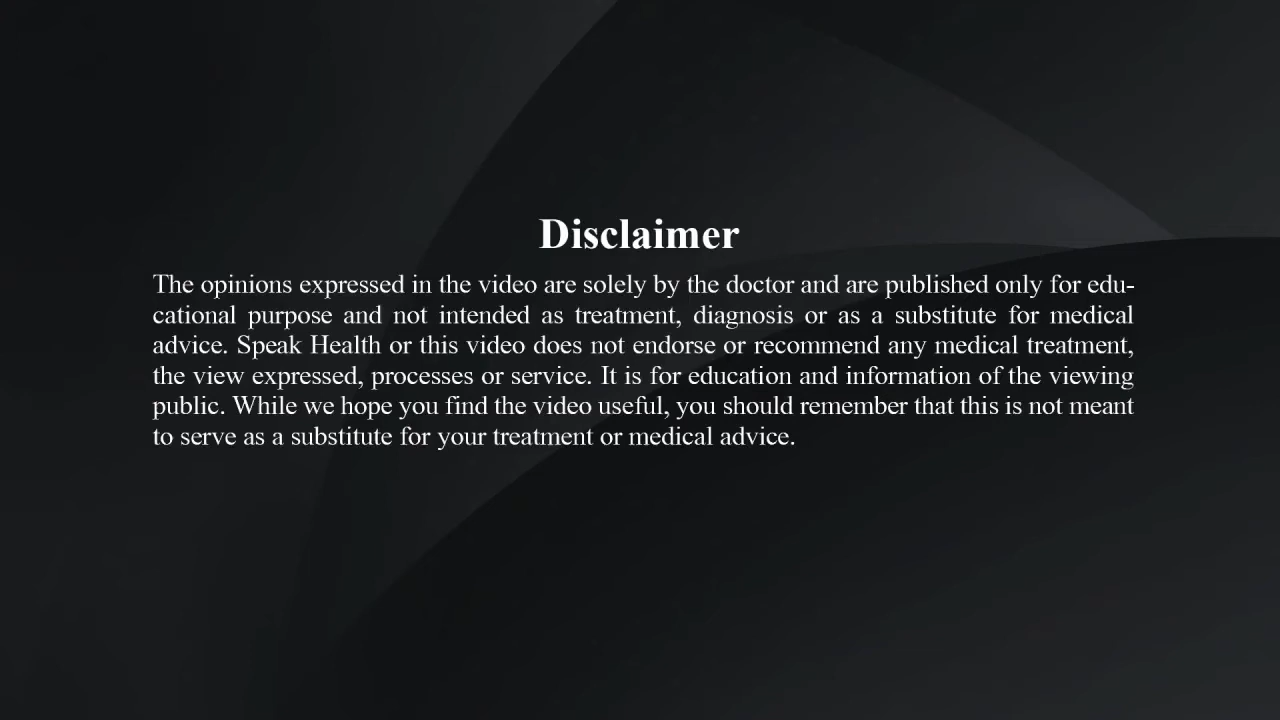 Disclaimer
The opinions expressed in the video are solely by the doctor and are published only for edu-
cational purpose and not intended as treatment, diagnosis or as a substitute for medical
advice. Speak Health or this video does not endorse or recommend any medical treatment,
the view expressed, processes or service. It is for education and information of the viewing
public. While we hope you find the video useful, you should remember that this is not meant
to serve as a substitute for your treatment or medical advice.